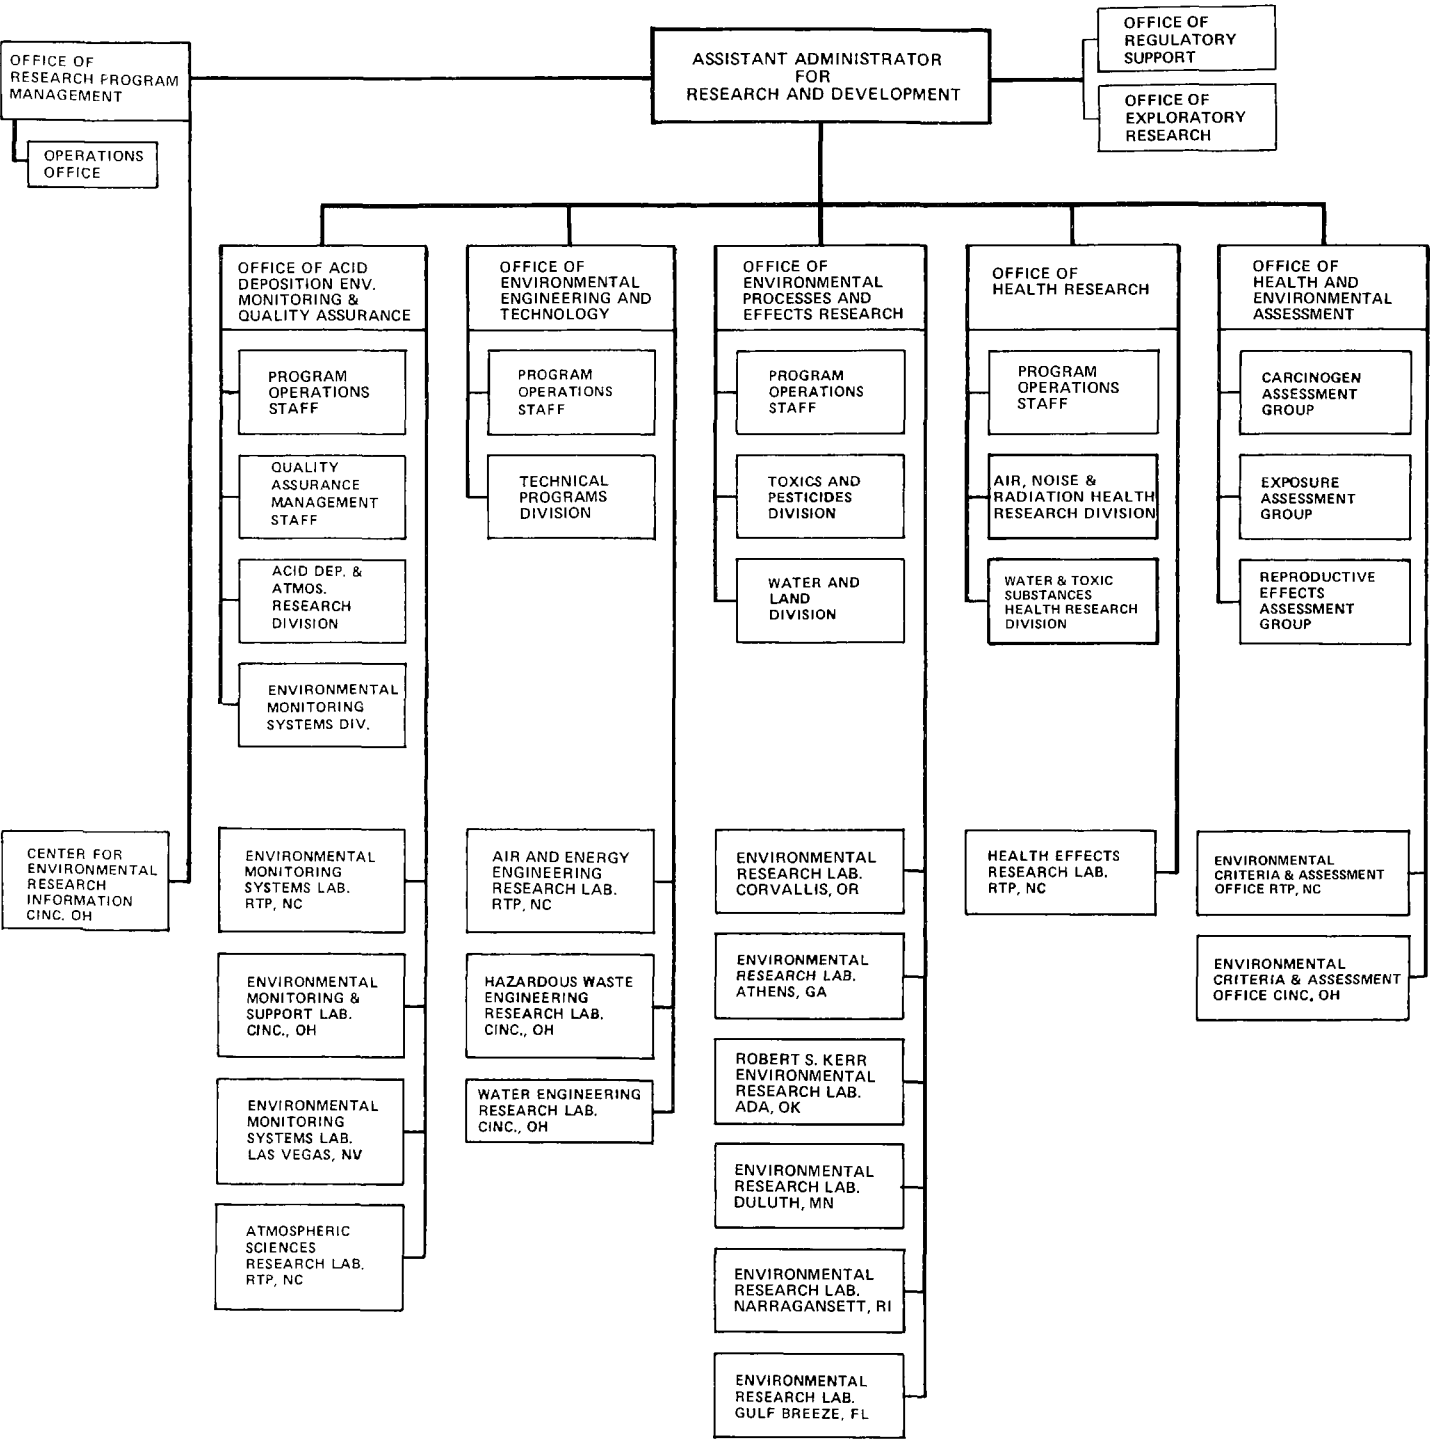 OFFICE OF
RESEARCH PROGRAM
MANAGEMENT
OPERATIONS
OFFICE
ASSISTANT ADMINISTRATOR
FOR
RESEARCH AND DEVELOPMENT
OFFICE OF
REGULATORY
SUPPORT
OFFICE OF
EXPLORATORY
RESEARCH
OFFICE OF ACID
DEPOSITION ENV.
MONITORING &
QUALITY ASSURANCE
PROGRAM
OPERATIONS
STAFF
QUALITY
ASSURANCE
MANAGEMENT
STAFF
ACID DEP. &
ATMOS.
RESEARCH
DIVISION
ENVIRONMENTAL
MONITORING
SYSTEMS DIV.
OFFICE OF
ENVIRONMENTAL
ENGINEERING AND
TECHNOLOGY
PROGRAM
OPERATIONS
STAFF
TECHNICAL
PROGRAMS
DIVISION
OFFICE OF
ENVIRONMENTAL
PROCESSES AND
EFFECTS RESEARCH
PROGRAM
OPERATIONS
STAFF
TOXICS AND
PESTICIDES
DIVISION
WATER AND
LAND
DIVISION
OFFICE OF
HEALTH RESEARCH
PROGRAM
OPERATIONS
STAFF
AIR, NOISE &
RADIATION HEALTH
RESEARCH DIVISION
WATER & TOXIC
SUBSTANCES
HEALTH RESEARCH
DIVISION
OFFICE OF
HEALTH AND
ENVIRONMENTAL
ASSESSMENT
CARCINOGEN
ASSESSMENT
GROUP
EXPOSURE
ASSESSMENT
GROUP
REPRODUCTIVE
EFFECTS
ASSESSMENT
GROUP
CENTER FOR
ENVIRONMENTAL
RESEARCH
INFORMATION
CINC. OH
ENVIRONMENTAL
MONITORING
SYSTEMS LAB.
RTP, NC
ENVIRONMENTAL
MONITORING &
SUPPORT LAB.
CINC., OH
ENVIRONMENTAL
MONITORING
SYSTEMS LAB.
LAS VEGAS, NV
ATMOSPHERIC
SCIENCES
RESEARCH LAB.
RTP, NC
AIR AND ENERGY
ENGINEERING
RESEARCH LAB.
RTP, NC
HAZARDOUS WASTE
ENGINEERING
RESEARCH LAB.
CINC., OH
WATER ENGINEERING
RESEARCH LAB.
CINC., OH
ENVIRONMENTAL
RESEARCH LAB.
CORVALLIS, OR
ENVIRONMENTAL
RESEARCH LAB.
ATHENS, GA
ROBERT S. KERR
ENVIRONMENTAL
RESEARCH LAB.
ADA, OK
ENVIRONMENTAL
RESEARCH LAB.
DULUTH, MN
ENVIRONMENTAL
RESEARCH LAB.
NARRAGANSETT, RI
ENVIRONMENTAL
RESEARCH LAB.
GULF BREEZE, FL
HEALTH EFFECTS
RESEARCH LAB.
RTP, NC
ENVIRONMENTAL
CRITERIA & ASSESSMENT
OFFICE RTP, NC
ENVIRONMENTAL
CRITERIA & ASSESSMENT
OFFICE CINC. OH